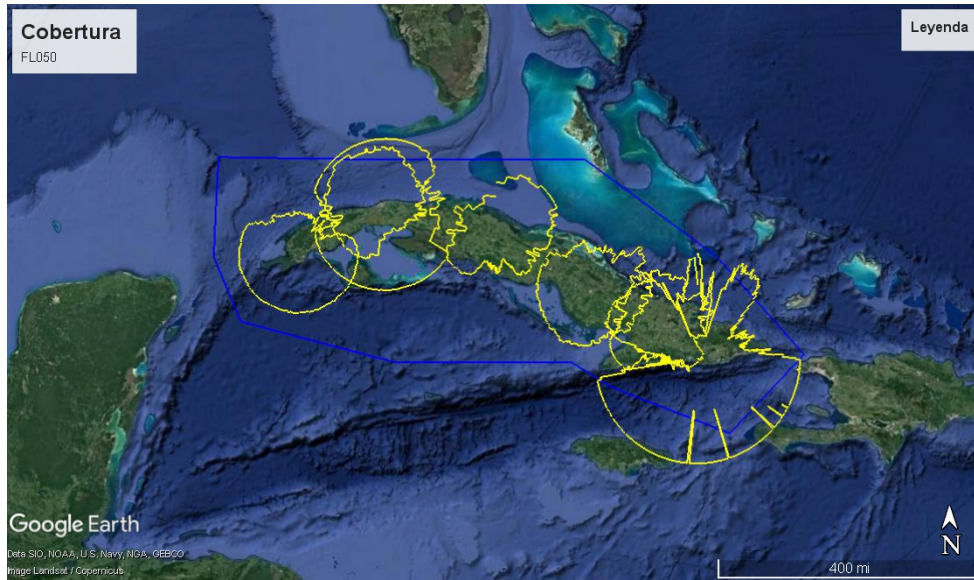 Cobertura
FL050
Leyenda
Google Earth
Data SIO, NOAA, U.S. Navy, NGA, GEBCO
Image Landsat / Copernicus
N
400 mi